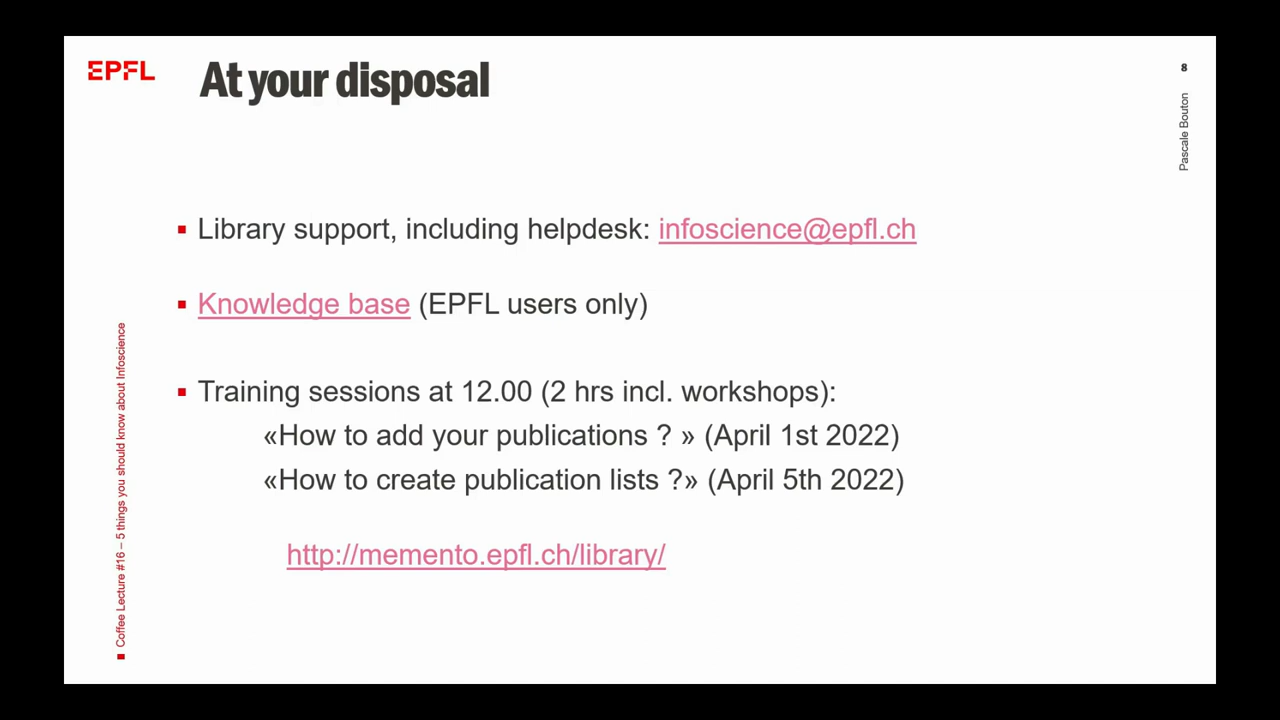 EPFL
At your disposal
8
Pascale Bouton
▪ Library support, including helpdesk: infoscience@epfl.ch
▪ Knowledge base (EPFL users only)
▪ Training sessions at 12.00 (2 hrs incl. workshops):
«How to add your publications ? » (April 1st 2022)
«How to create publication lists ?» (April 5th 2022)
http://memento.epfl.ch/library/
▪ Coffee Lecture #16 – 5 things you should know about Infoscience